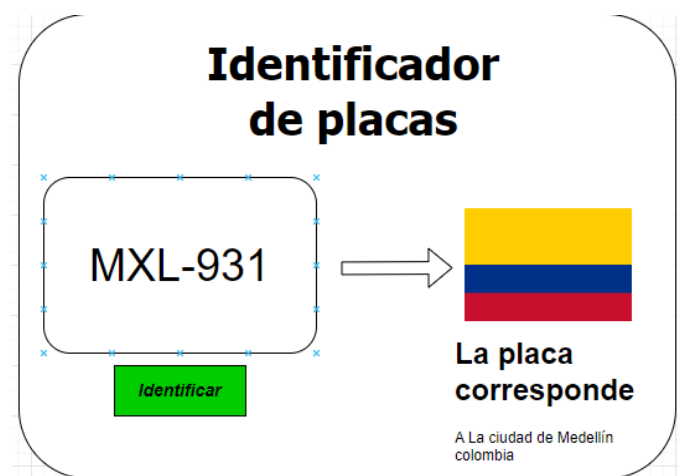 Identificador
de placas
MXL-931
Identificar
La placa
corresponde
A La ciudad de Medellín
colombia